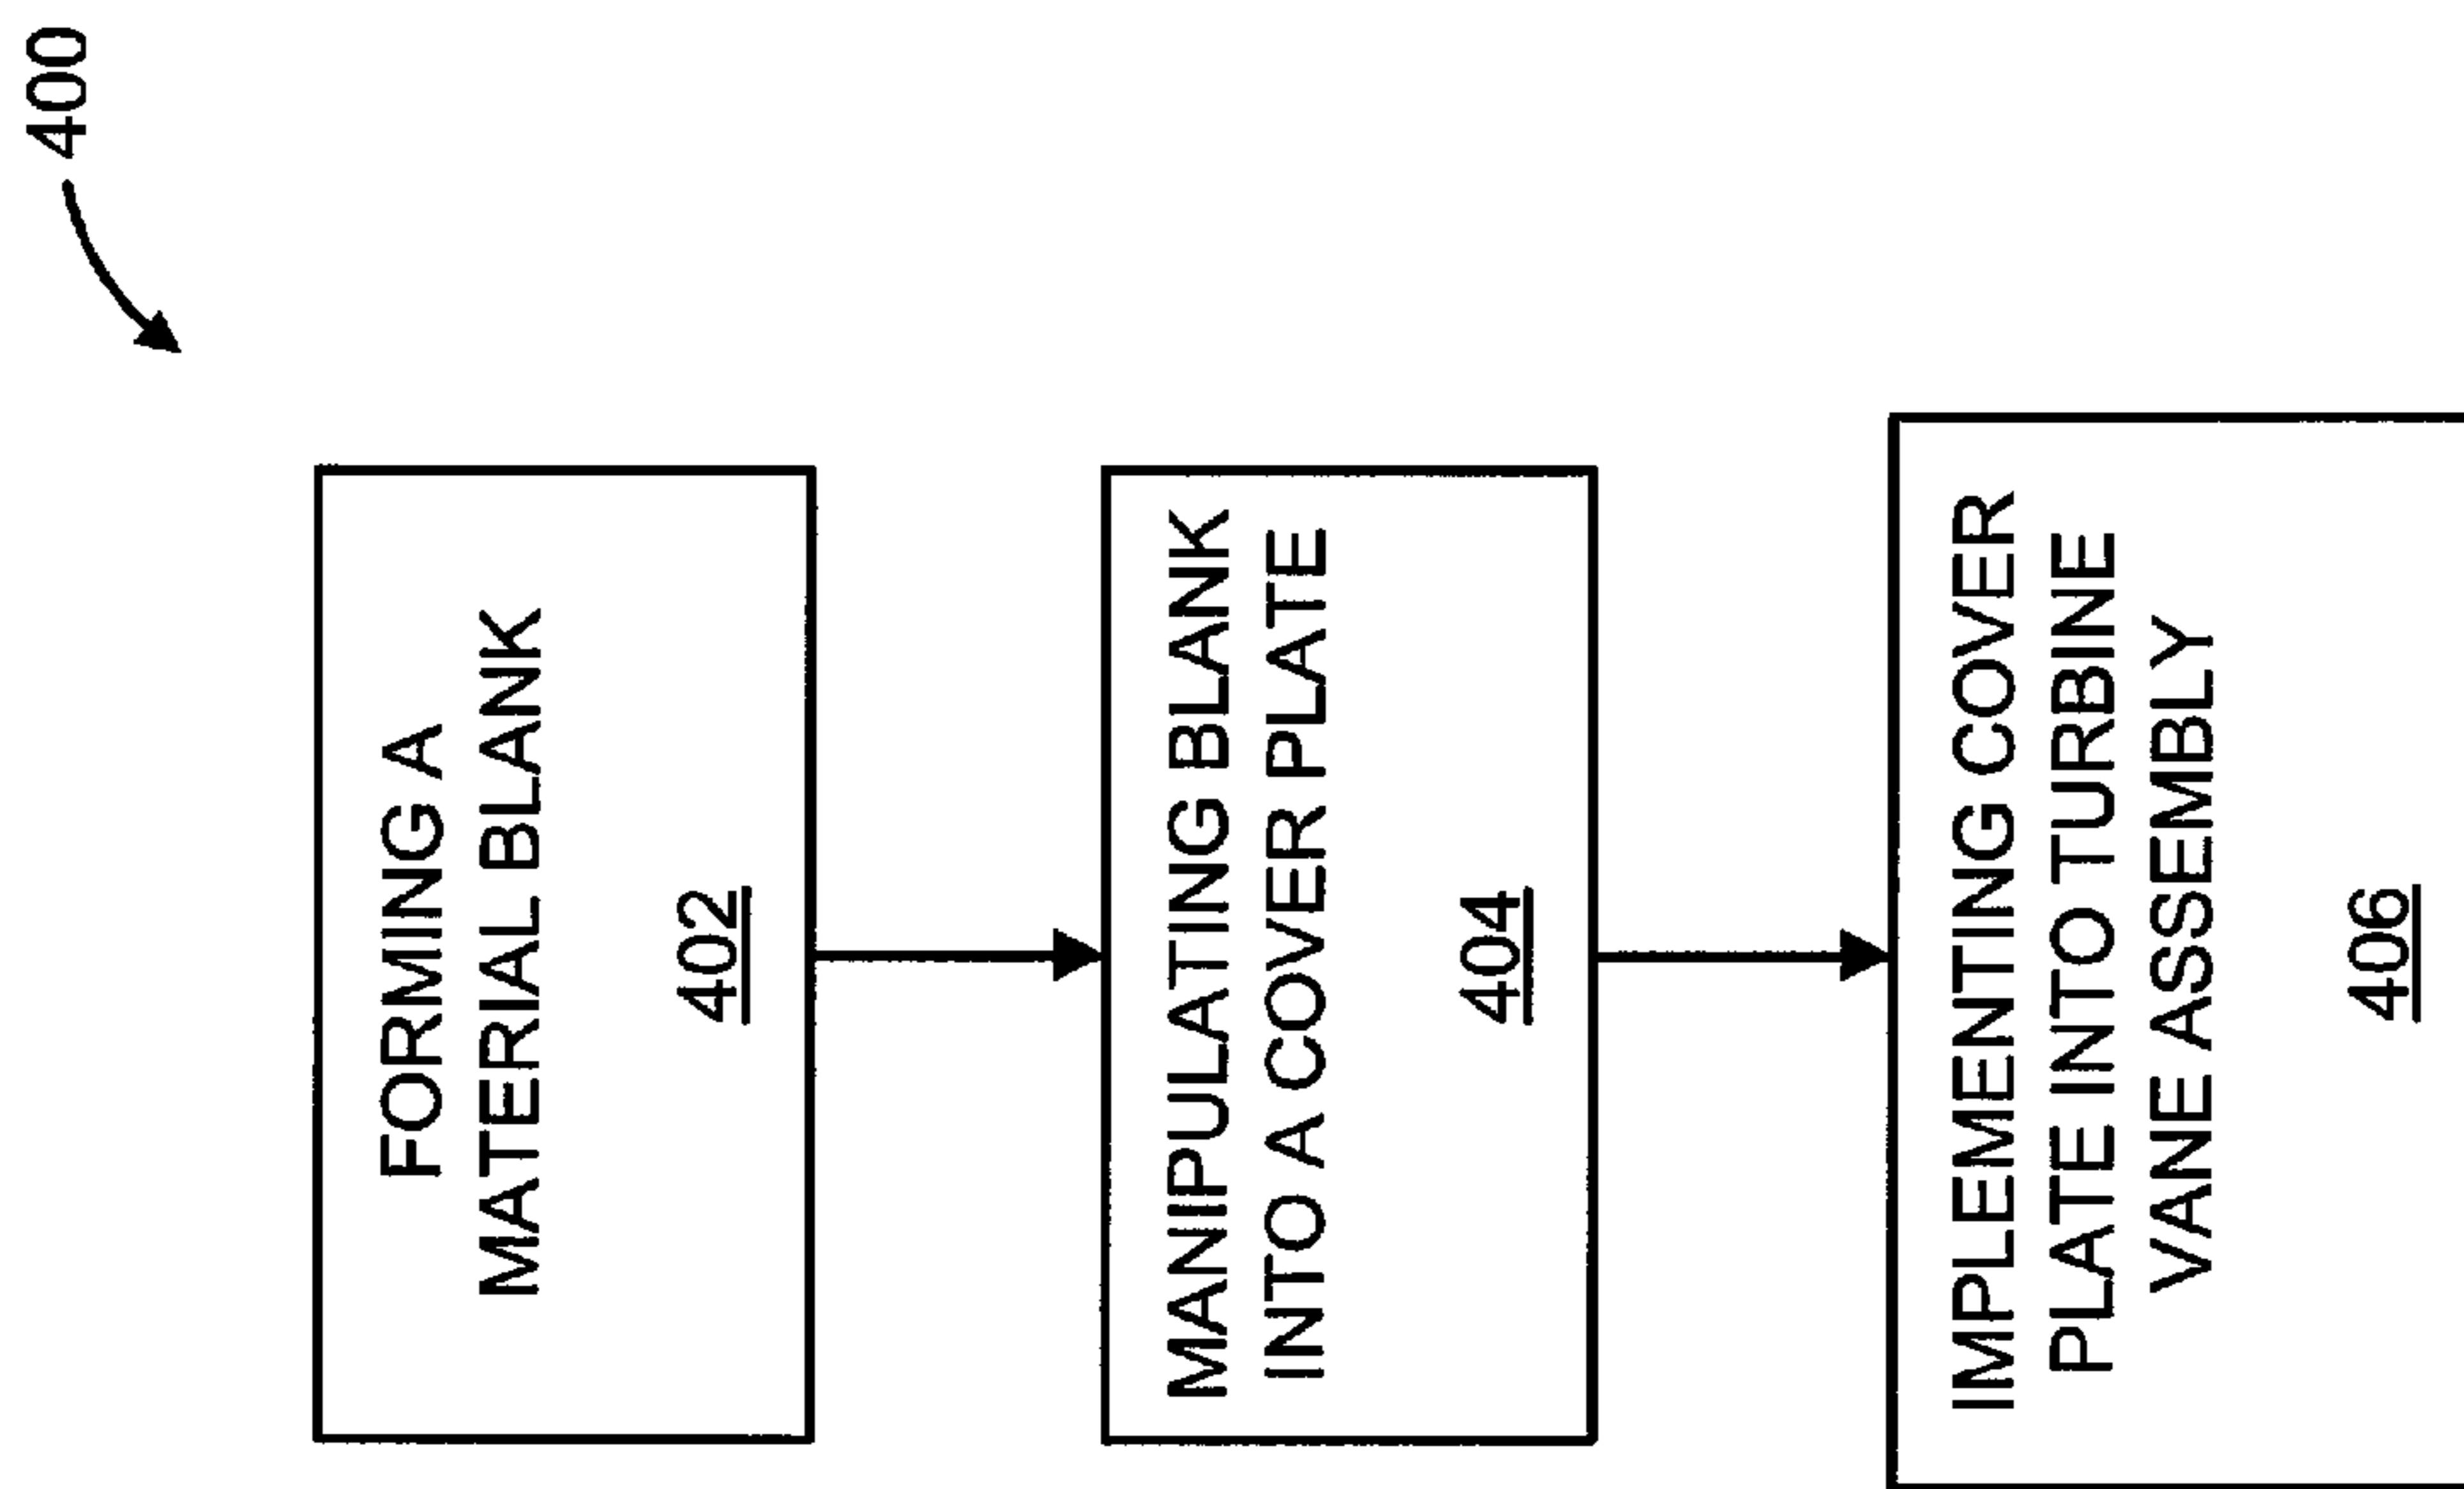 400
FORMING A
MATERIAL BLANK
402
MANIPULATING BLANK
INTO A COVER PLATE
404
IMPLEMENTING COVER
PLATE INTO TURBINE
VANE ASSEMBLY
406